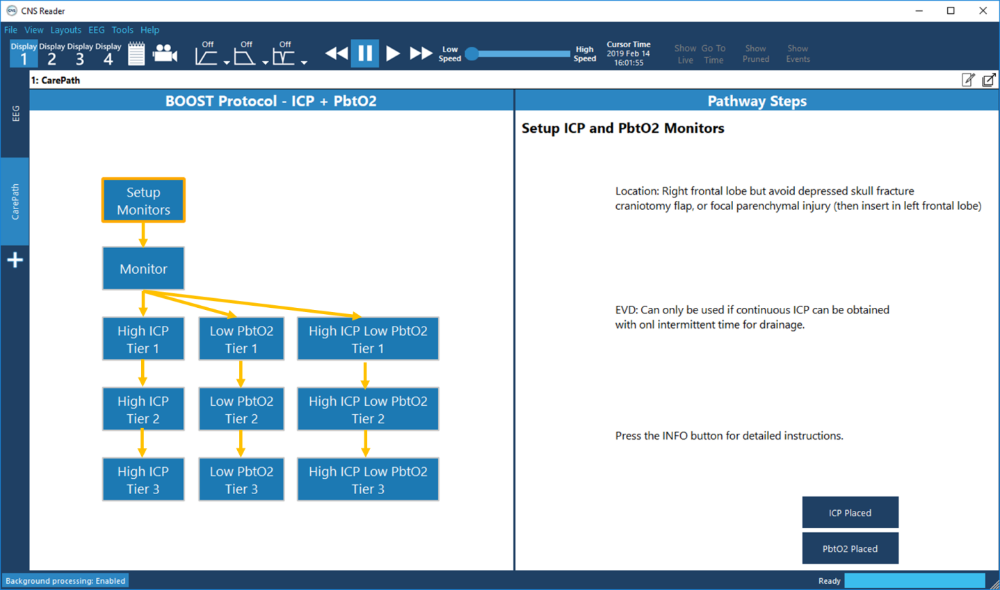 CNS CNS Reader
File View Layouts EEG Tools Help
Display Display Display Display
1 2 3 4
Off Off Off
Low Speed
High Speed
Cursor Time
2019 Feb 14
16:01:55
Show Live
Go To Time
Show Pruned
Show Events
1: CarePath
EEG
CarePath
BOOST Protocol - ICP + PbtO2
Setup
Monitors
Monitor
High ICP
Tier 1
Low PbtO2
Tier 1
High ICP Low PbtO2
Tier 1
High ICP
Tier 2
Low PbtO2
Tier 2
High ICP Low PbtO2
Tier 2
High ICP
Tier 3
Low PbtO2
Tier 3
High ICP Low PbtO2
Tier 3
Pathway Steps
Setup ICP and PbtO2 Monitors
Location: Right frontal lobe but avoid depressed skull fracture
craniotomy flap, or focal parenchymal injury (then insert in left frontal lobe)
EVD: Can only be used if continuous ICP can be obtained
with onl intermittent time for drainage.
Press the INFO button for detailed instructions.
ICP Placed
PbtO2 Placed
Background processing: Enabled
Ready